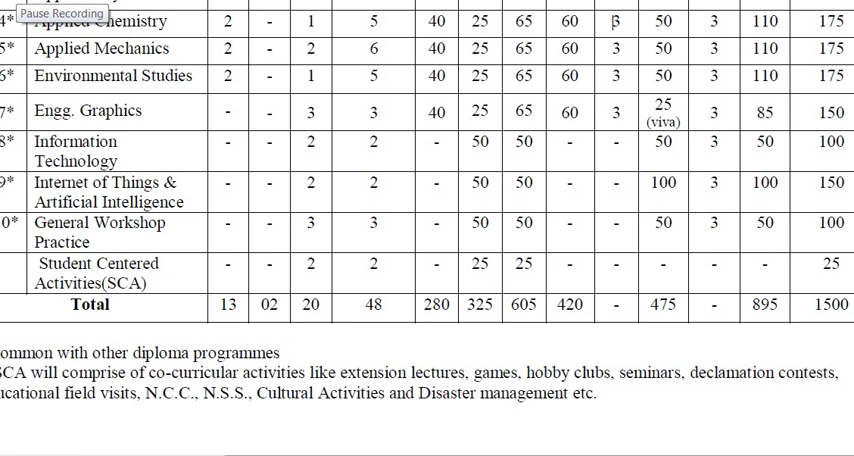 Pause Recording
4* Applied Chemistry 2 - 1 5 40 25 65 60 β 50 3 110 175
5* Applied Mechanics 2 - 2 6 40 25 65 60 3 50 3 110 175
6* Environmental Studies 2 - 1 5 40 25 65 60 3 50 3 110 175
7* Engg. Graphics - - 3 3 40 25 65 60 3 25 3 85 150
(viva)
8* Information - - 2 2 - 50 50 - - 50 3 50 100
Technology
9* Internet of Things & - - 2 2 - 50 50 - - 100 3 100 150
Artificial Intelligence
0* General Workshop - - 3 3 - 50 50 - - 50 3 50 100
Practice
Student Centered - - 2 2 - 25 25 - - - - - 25
Activities(SCA)
Total 13 02 20 48 280 325 605 420 - 475 - 895 1500
ommon with other diploma programmes
SCA will comprise of co-curricular activities like extension lectures, games, hobby clubs, seminars, declamation contests,
ucational field visits, N.C.C., N.S.S., Cultural Activities and Disaster management etc.